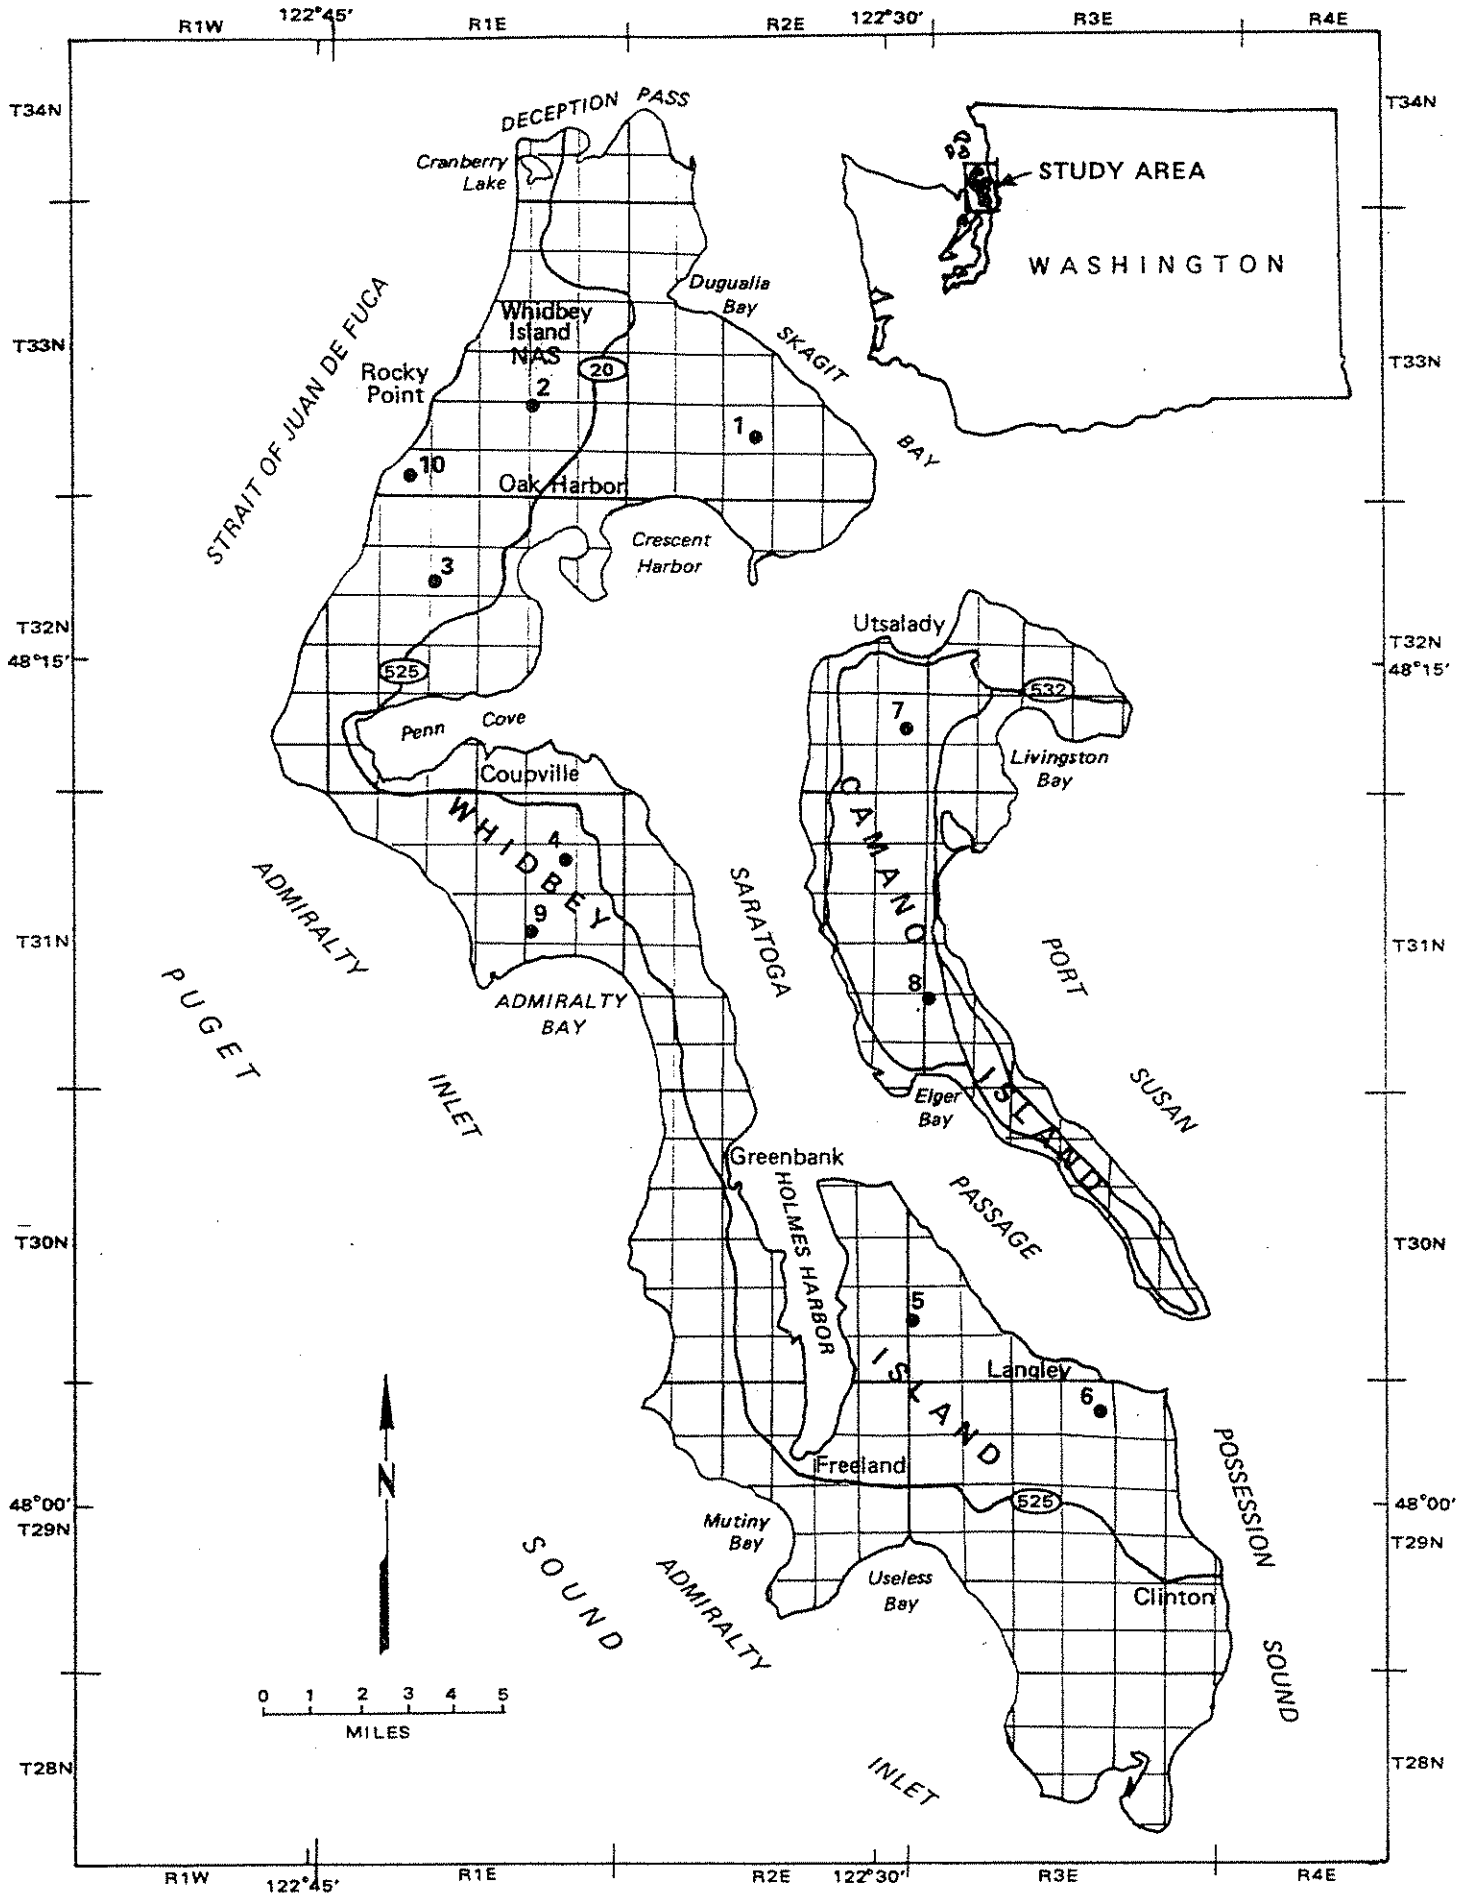 122°45' 122°30'
R1W R1E R2E R3E R4E
T34N
DECEPTION PASS
T34N
Cranberry
Lake
STUDY AREA
WASHINGTON
Dugualla
Bay
STRAIT OF JUAN DE FUCA
Whidbey
Island
NAS
SKAGIT
BAY
T33N
T33N
20
Rocky
Point
2
1
10
Oak Harbor
Crescent
Harbor
3
T32N
48°15'
Utsalady
T32N
48°15'
525
532
7
Penn Cove
Livingston
Bay
Coupville
WHIDBEY
CAMANO
4
ADMIRALTY
SARATOGA
9
T31N
T31N
PORT
PUGET
8
ADMIRALTY
BAY
INLET
SUSAN
ISLAND
Elger
Bay
Greenbank
HOLMES HARBOR
PASSAGE
T30N
T30N
5
ISLAND
Langley
6
N
Freeland
POSSESSION
48°00'
T29N
525
48°00'
T29N
Mutiny
Bay
SOUND
ADMIRALTY
Useless
Bay
Clinton
SOUND
0 1 2 3 4 5
MILES
T28N
INLET
T28N
R1W R1E R2E R3E R4E
122°45' 122°30'